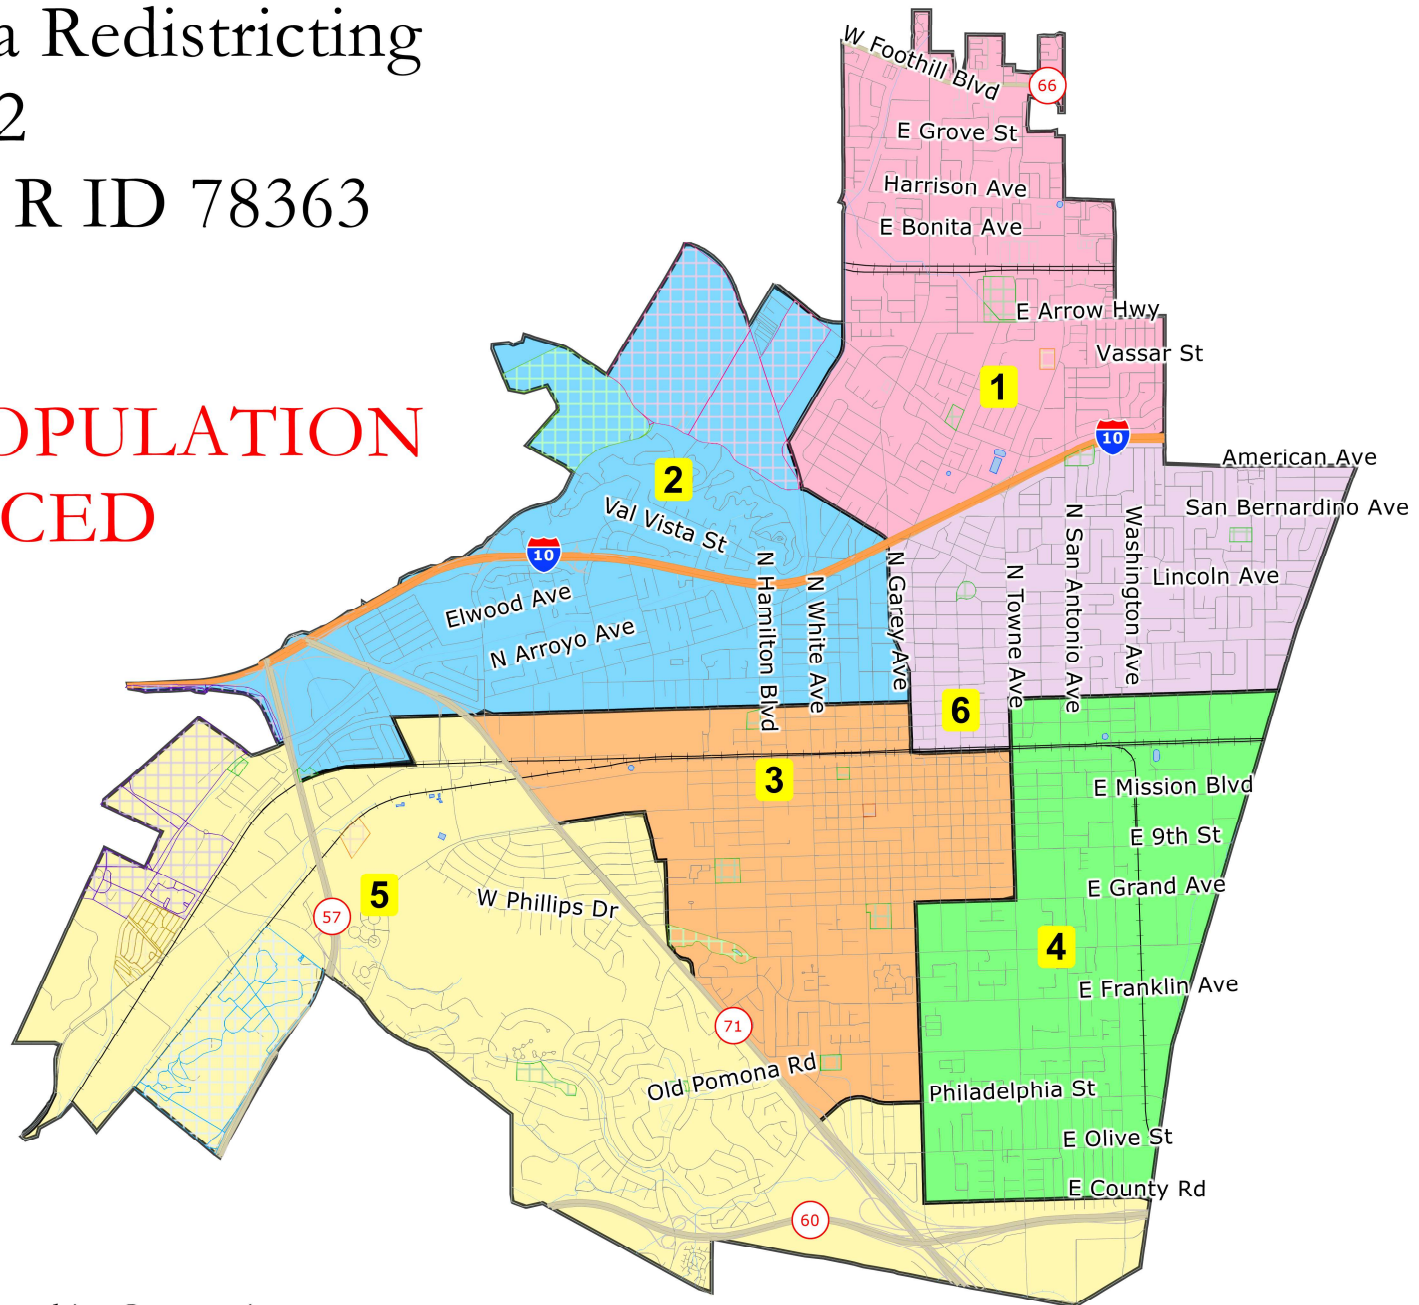 a Redistricting
2
R ID 78363
OPULATION
CED
W Foothill Blvd
66
E Grove St
Harrison Ave
E Bonita Ave
E Arrow Hwy
Vassar St
1
10
American Ave
2
San Bernardino Ave
Val Vista St
10
N Hamilton Blvd
N White Ave
N Garey Ave
N Towne Ave
N San Antonio Ave
Washington Ave
Lincoln Ave
Elwood Ave
N Arroyo Ave
6
3
E Mission Blvd
E 9th St
5
57
W Phillips Dr
E Grand Ave
4
E Franklin Ave
71
Old Pomona Rd
Philadelphia St
E Olive St
E County Rd
60